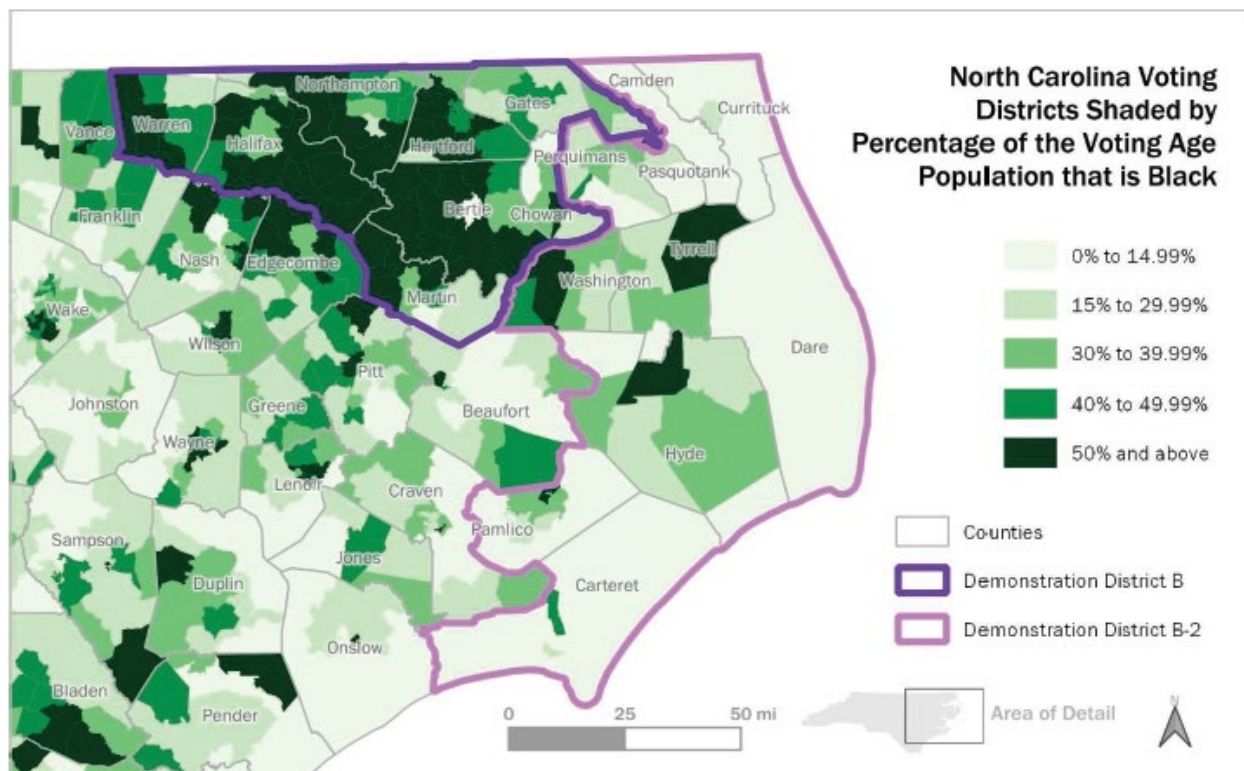 North Carolina Voting
Districts Shaded by
Percentage of the Voting Age
Population that is Black
0% to 14.99%
15% to 29.99%
30% to 39.99%
40% to 49.99%
50% and above
Counties
Demonstration District B
Demonstration District B-2
Area of Detail
N
0 25 50 mi
Camden
Currituck
Northampton
Gates
Vance
Warren
Halifax
Hertford
Perquimans
Pasquotank
Franklin
Bertie
Chowan
Nash
Edgecombe
Tyrrell
Washington
Martin
Wake
Wilson
Dare
Pitt
Johnston
Greene
Beaufort
Wayne
Hyde
Lenoir
Craven
Pamlico
Sampson
Jones
Duplin
Carteret
Onslow
Bladen
Pender